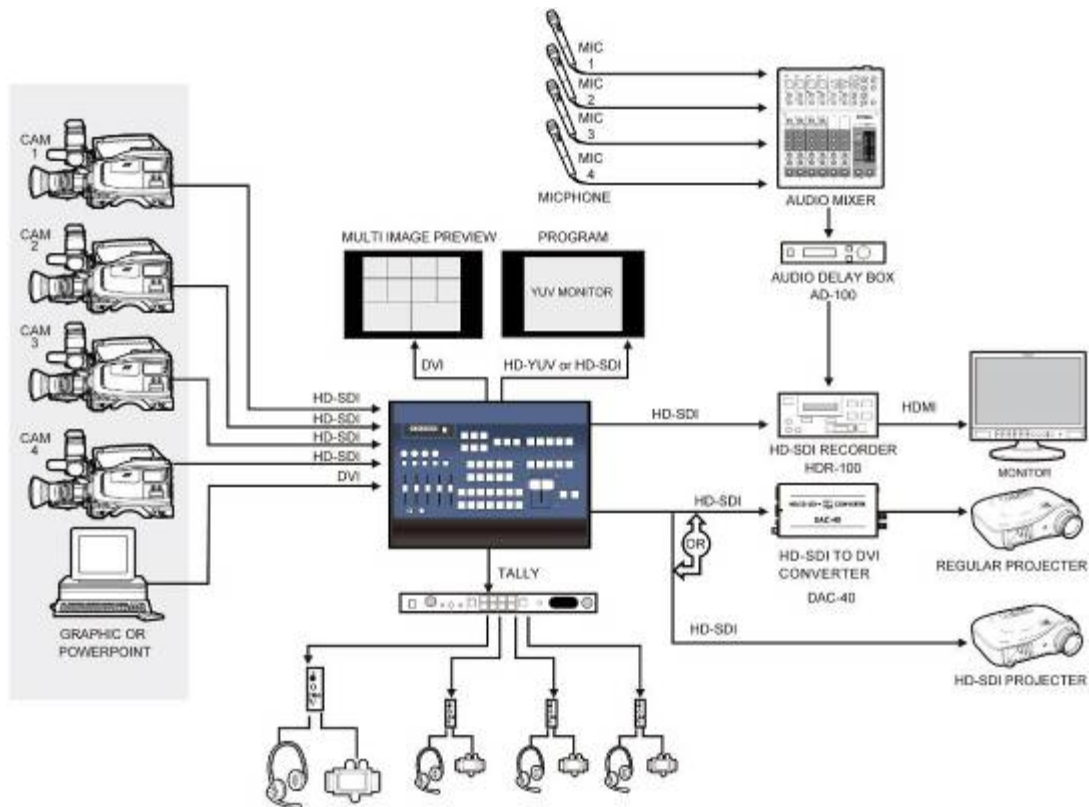 CAM
1
CAM
2
CAM
3
CAM
4
GRAPHIC OR
POWERPOINT
HD-SDI
HD-SDI
HD-SDI
HD-SDI
DVI
MIC
1
MIC
2
MIC
3
MIC
4
MICPHONE
AUDIO MIXER
AUDIO DELAY BOX
AD-100
MULTI IMAGE PREVIEW
PROGRAM
YUV MONITOR
DVI
HD-YUV or HD-SDI
HD-SDI
HD-SDI RECORDER
HDR-100
HDMI
MONITOR
HD-SDI
OR
CONVERTER
DAC-40
HD-SDI TO DVI
CONVERTER
DAC-40
REGULAR PROJECTER
HD-SDI
HD-SDI PROJECTER
TALLY